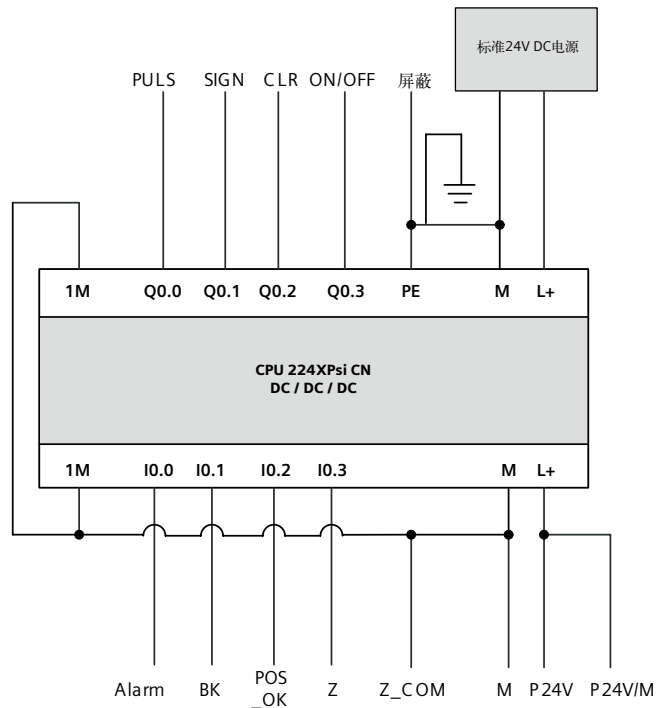 标准24V DC电源
PULS SIGN CLR ON/OFF 屏蔽
1M Q0.0 Q0.1 Q0.2 Q0.3 PE M L+
CPU 224XPsi CN
DC / DC / DC
1M I0.0 I0.1 I0.2 I0.3 M L+
Alarm BK POS
_OK Z Z_COM M P24V P24V/M